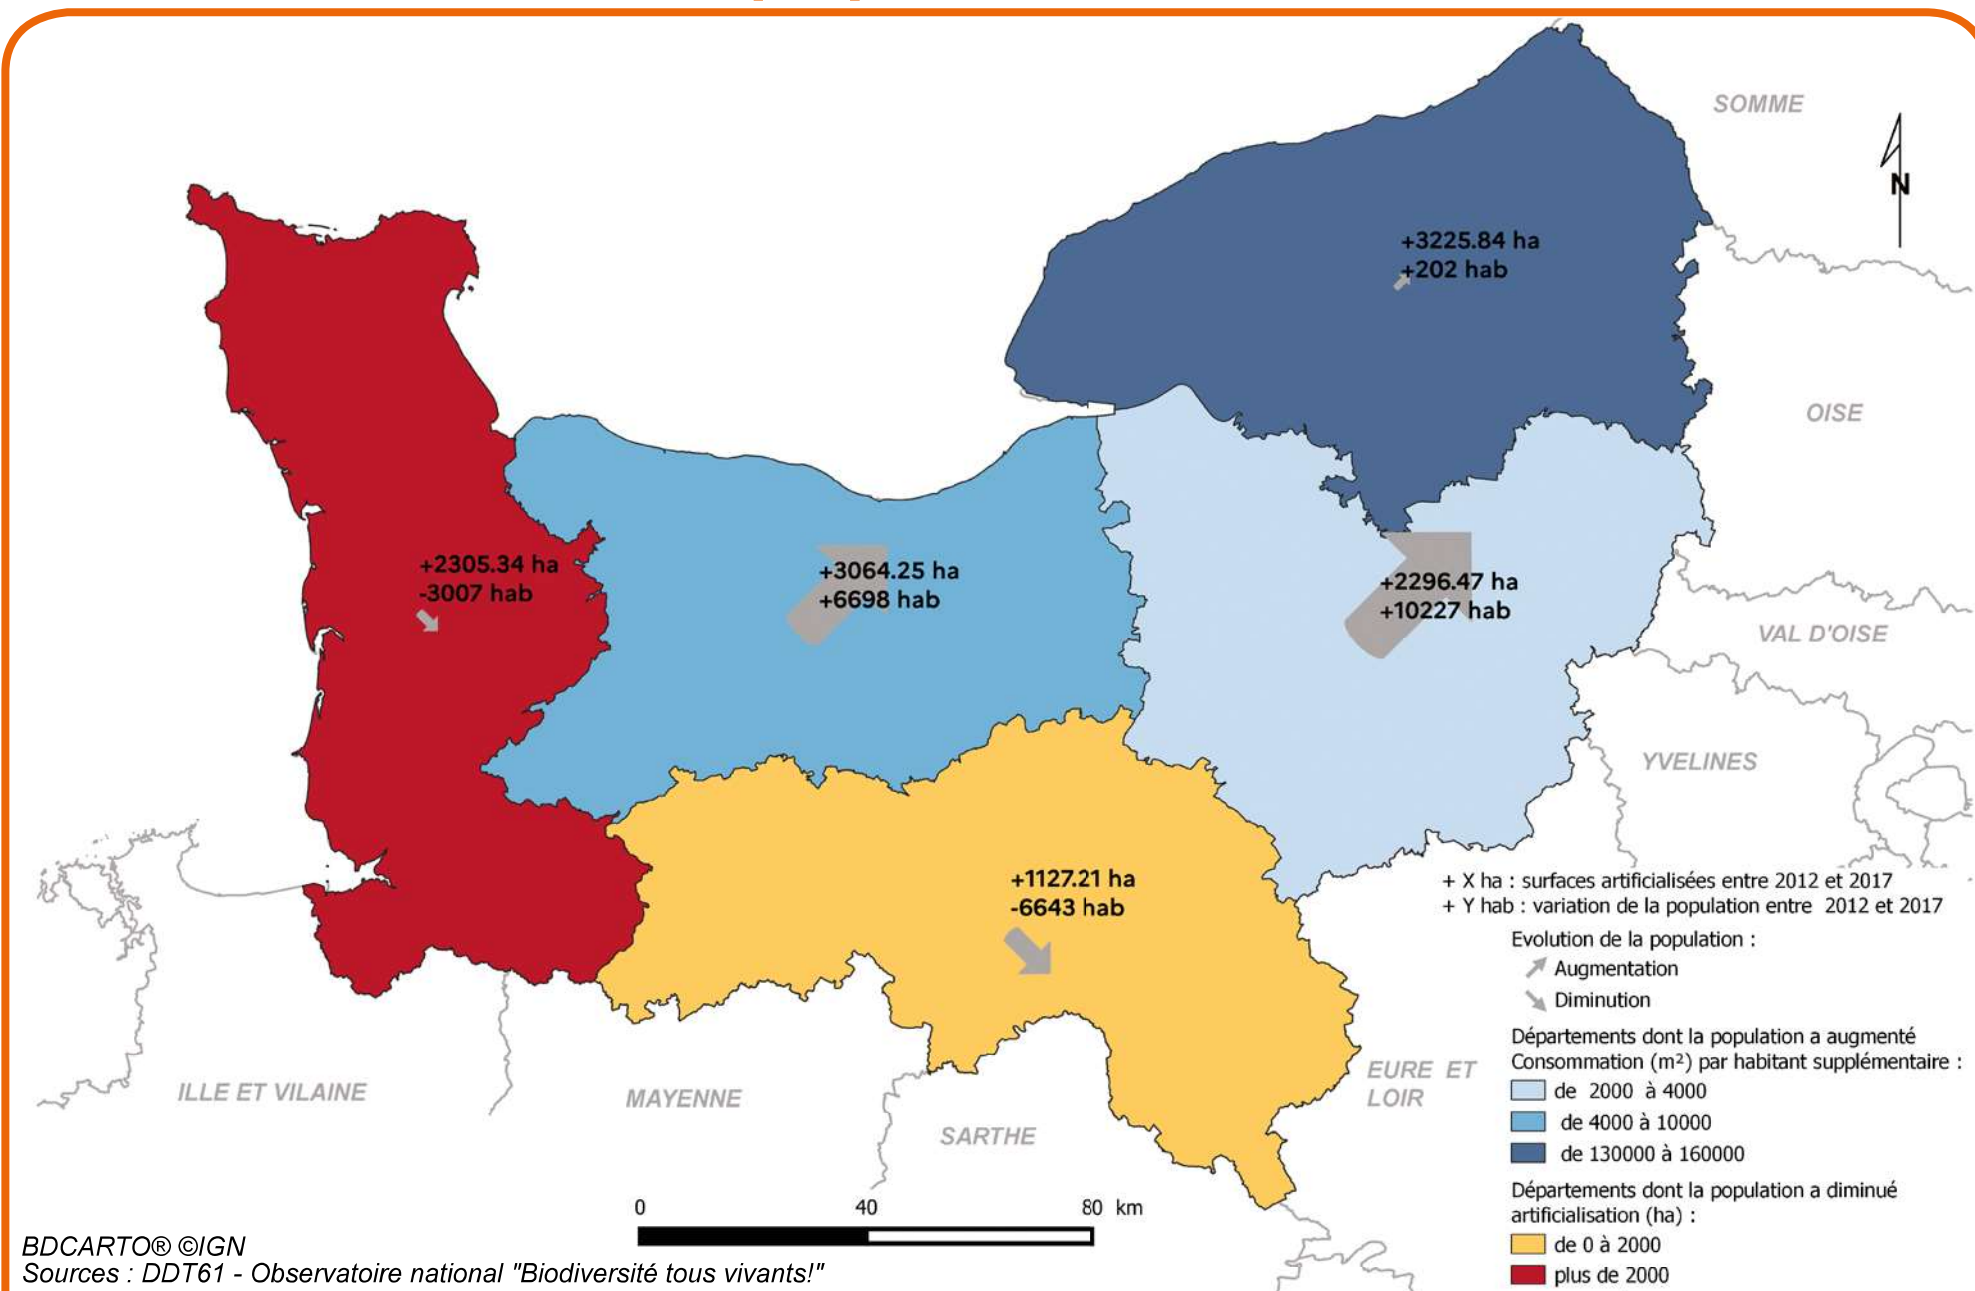 SOMME
N
+3225.84 ha
+202 hab
OISE
+2305.34 ha
-3007 hab
+3064.25 ha
+6698 hab
+2296.47 ha
+10227 hab
VAL D'OISE
YVELINES
+1127.21 ha
-6643 hab
+ X ha : surfaces artificialisées entre 2012 et 2017
+ Y hab : variation de la population entre 2012 et 2017
Evolution de la population :
Augmentation
Diminution
Départements dont la population a augmenté
Consommation (m²) par habitant supplémentaire :
de 2000 à 4000
de 4000 à 10000
de 130000 à 160000
Départements dont la population a diminué
artificialisation (ha) :
de 0 à 2000
plus de 2000
ILLE ET VILAINE
MAYENNE
SARTHE
EURE ET
LOIR
0 40 80 km
BDCARTO® ©IGN
Sources : DDT61 - Observatoire national "Biodiversité tous vivants!"